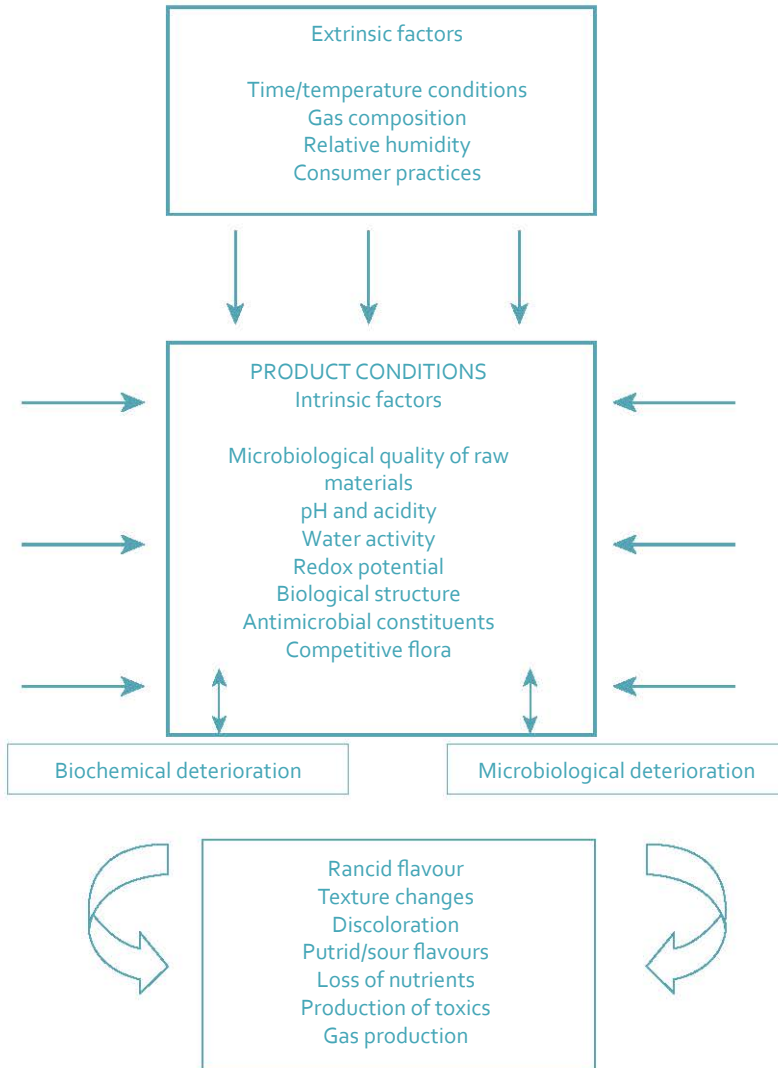 Extrinsic factors
Time/temperature conditions
Gas composition
Relative humidity
Consumer practices
PRODUCT CONDITIONS
Intrinsic factors
Microbiological quality of raw
materials
pH and acidity
Water activity
Redox potential
Biological structure
Antimicrobial constituents
Competitive flora
Biochemical deterioration
Microbiological deterioration
Rancid flavour
Texture changes
Discoloration
Putrid/sour flavours
Loss of nutrients
Production of toxics
Gas production